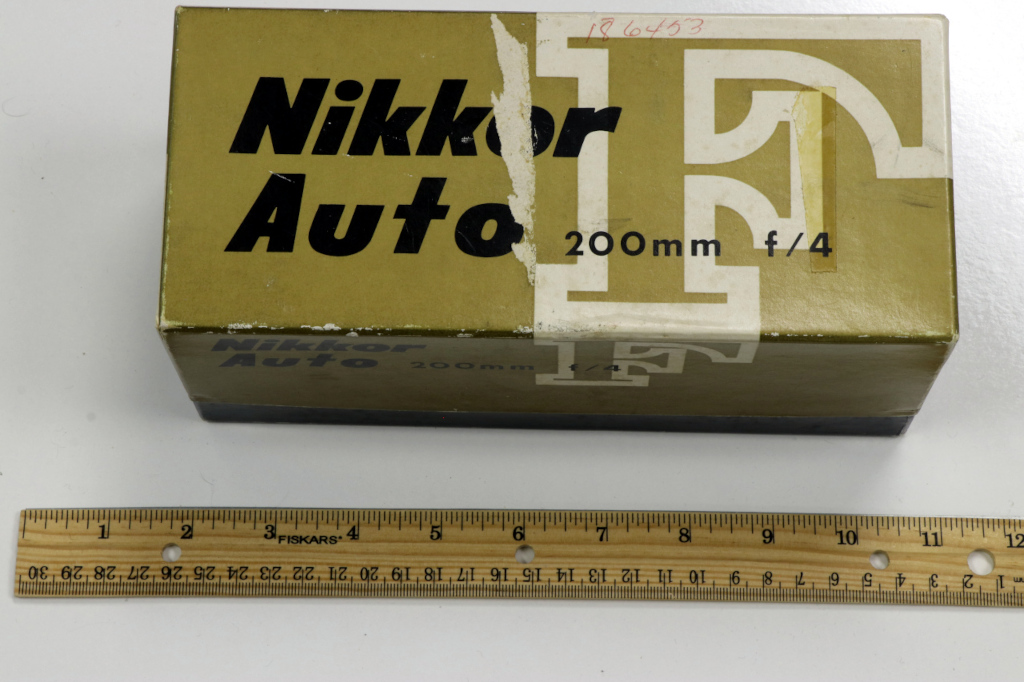 186453
Nikkor
Auto
200mm f/4
F
Nikkor
Auto 200mm f/4
F
1 2 3 4 5 6 7 8 9 10 11 12
FISKARS
30 29 28 27 26 25 24 23 22 21 20 19 18 17 16 15 14 13 12 11 10 9 8 7 6 5 4 3 2 1